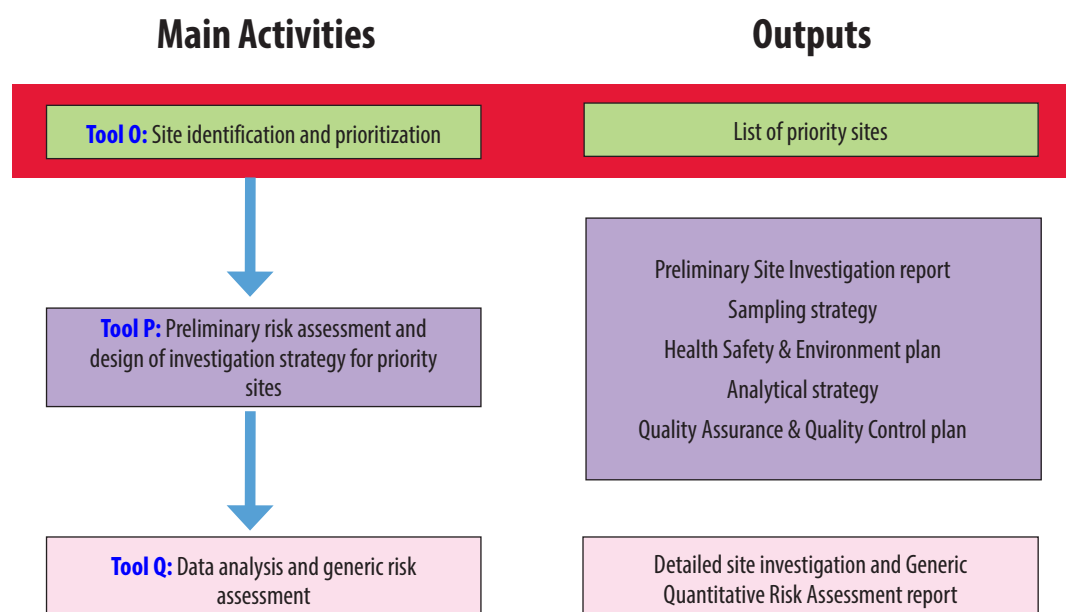 Main Activities
Outputs
Tool O: Site identification and prioritization
List of priority sites
Tool P: Preliminary risk assessment and
design of investigation strategy for priority
sites
Preliminary Site Investigation report
Sampling strategy
Health Safety & Environment plan
Analytical strategy
Quality Assurance & Quality Control plan
Tool Q: Data analysis and generic risk
assessment
Detailed site investigation and Generic
Quantitative Risk Assessment report